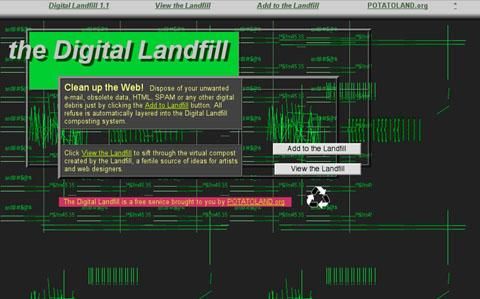 Digital Landfill 1.1 View the Landfill Add to the Landfill POTATOLAND.org *
the Digital Landfill
Clean up the Web! Dispose of your unwanted
e-mail, obsolete data, HTML, SPAM or any other digital
debris just by clicking the Add to Landfill button. All
refuse is automatically layered into the Digital Landfill
composting system.
Click View the Landfill to sift through the virtual compost
created by the Landfill, a fertile source of ideas for artists
and web designers.
Add to the Landfill
View the Landfill
The Digital Landfill is a free service brought to you by POTATOLAND.org